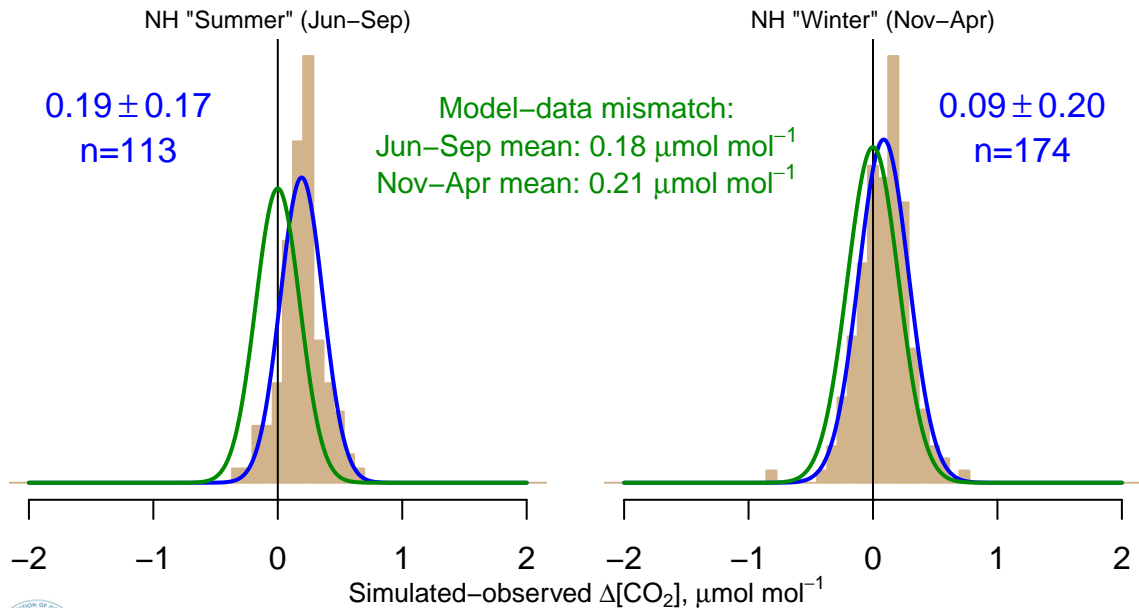 NH "Summer" (Jun−Sep)
NH "Winter" (Nov−Apr)
0.19 ± 0.17
n=113
Model−data mismatch:
Jun−Sep mean: 0.18 μmol mol⁻¹
Nov−Apr mean: 0.21 μmol mol⁻¹
0.09 ± 0.20
n=174
−2 −1 0 1 2
−2 −1 0 1 2
Simulated−observed Δ[CO₂], μmol mol⁻¹